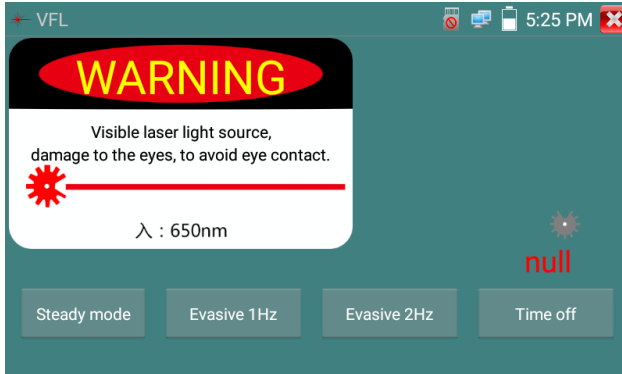 VFL
5:25 PM
WARNING
Visible laser light source,
damage to the eyes, to avoid eye contact.
入 : 650nm
null
Steady mode
Evasive 1Hz
Evasive 2Hz
Time off